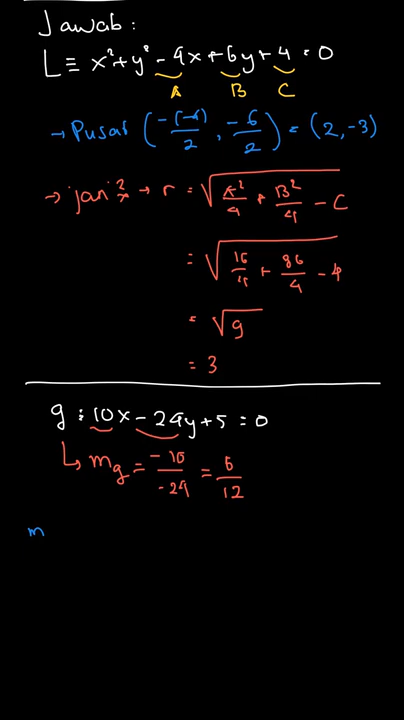 Jawab:
L ≡ x² + y² - 4x + 6y + 4 = 0
A B C
→ Pusat (-(-4)/2, -6/2) = (2, -3)
→ jari² → r = √(A²/4 + B²/4 - C)
= √(16/4 + 36/4 - 4)
= √9
= 3
g : 10x - 24y + 5 = 0
↳ m_g = -10/-24 = 5/12
m